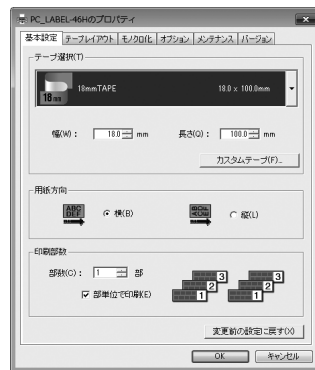 PC_LABEL-46Hのプロパティ
基本設定 テープレイアウト モノクロ化 オプション メンテナンス バージョン
テープ選択(T)
18mm
18mmTAPE 18.0 x 100.0mm
幅(W)： 18.0 mm 長さ(Q)： 100.0 mm
カスタムテープ(F)...
用紙方向
ABC
DEF
横(B)
縦(L)
印刷部数
部数(C)： 1 部
部単位で印刷(E)
3 3
2 2
1 1
変更前の設定に戻す(X)
OK キャンセル